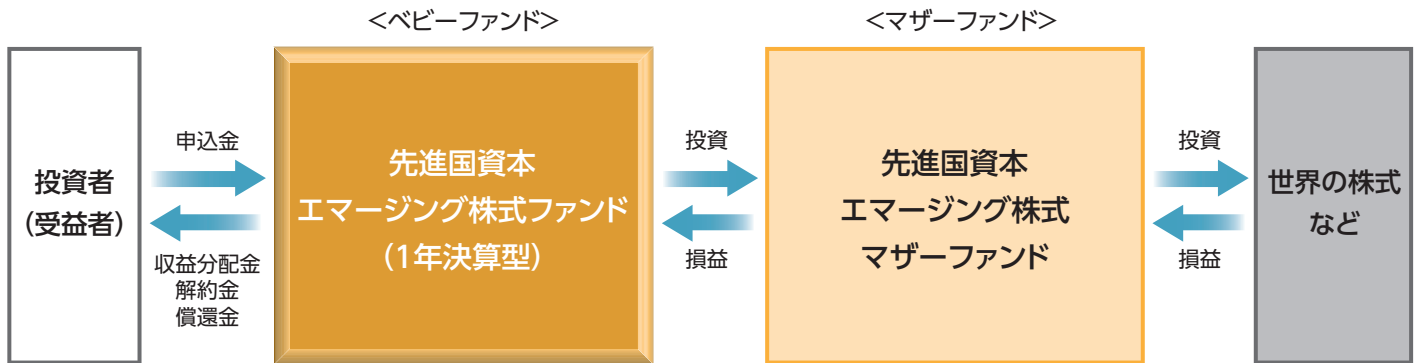 <ベビーファンド>
<マザーファンド>
投資者
(受益者)
申込金
収益分配金
解約金
償還金
先進国資本
エマージング株式ファンド
(1年決算型)
投資
損益
先進国資本
エマージング株式
マザーファンド
投資
損益
世界の株式
など